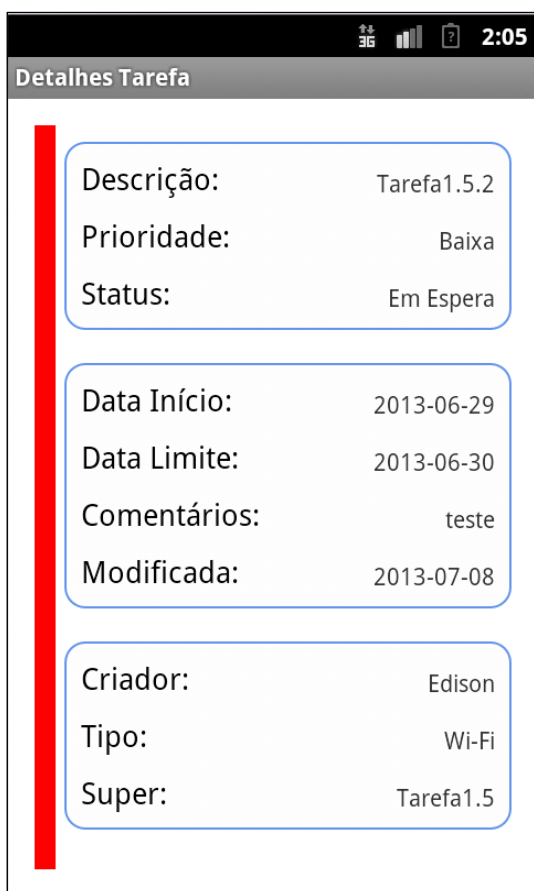 3G 2:05
Detalhes Tarefa
Descrição: Tarefa1.5.2
Prioridade: Baixa
Status: Em Espera
Data Início: 2013-06-29
Data Limite: 2013-06-30
Comentários: teste
Modificada: 2013-07-08
Criador: Edison
Tipo: Wi-Fi
Super: Tarefa1.5